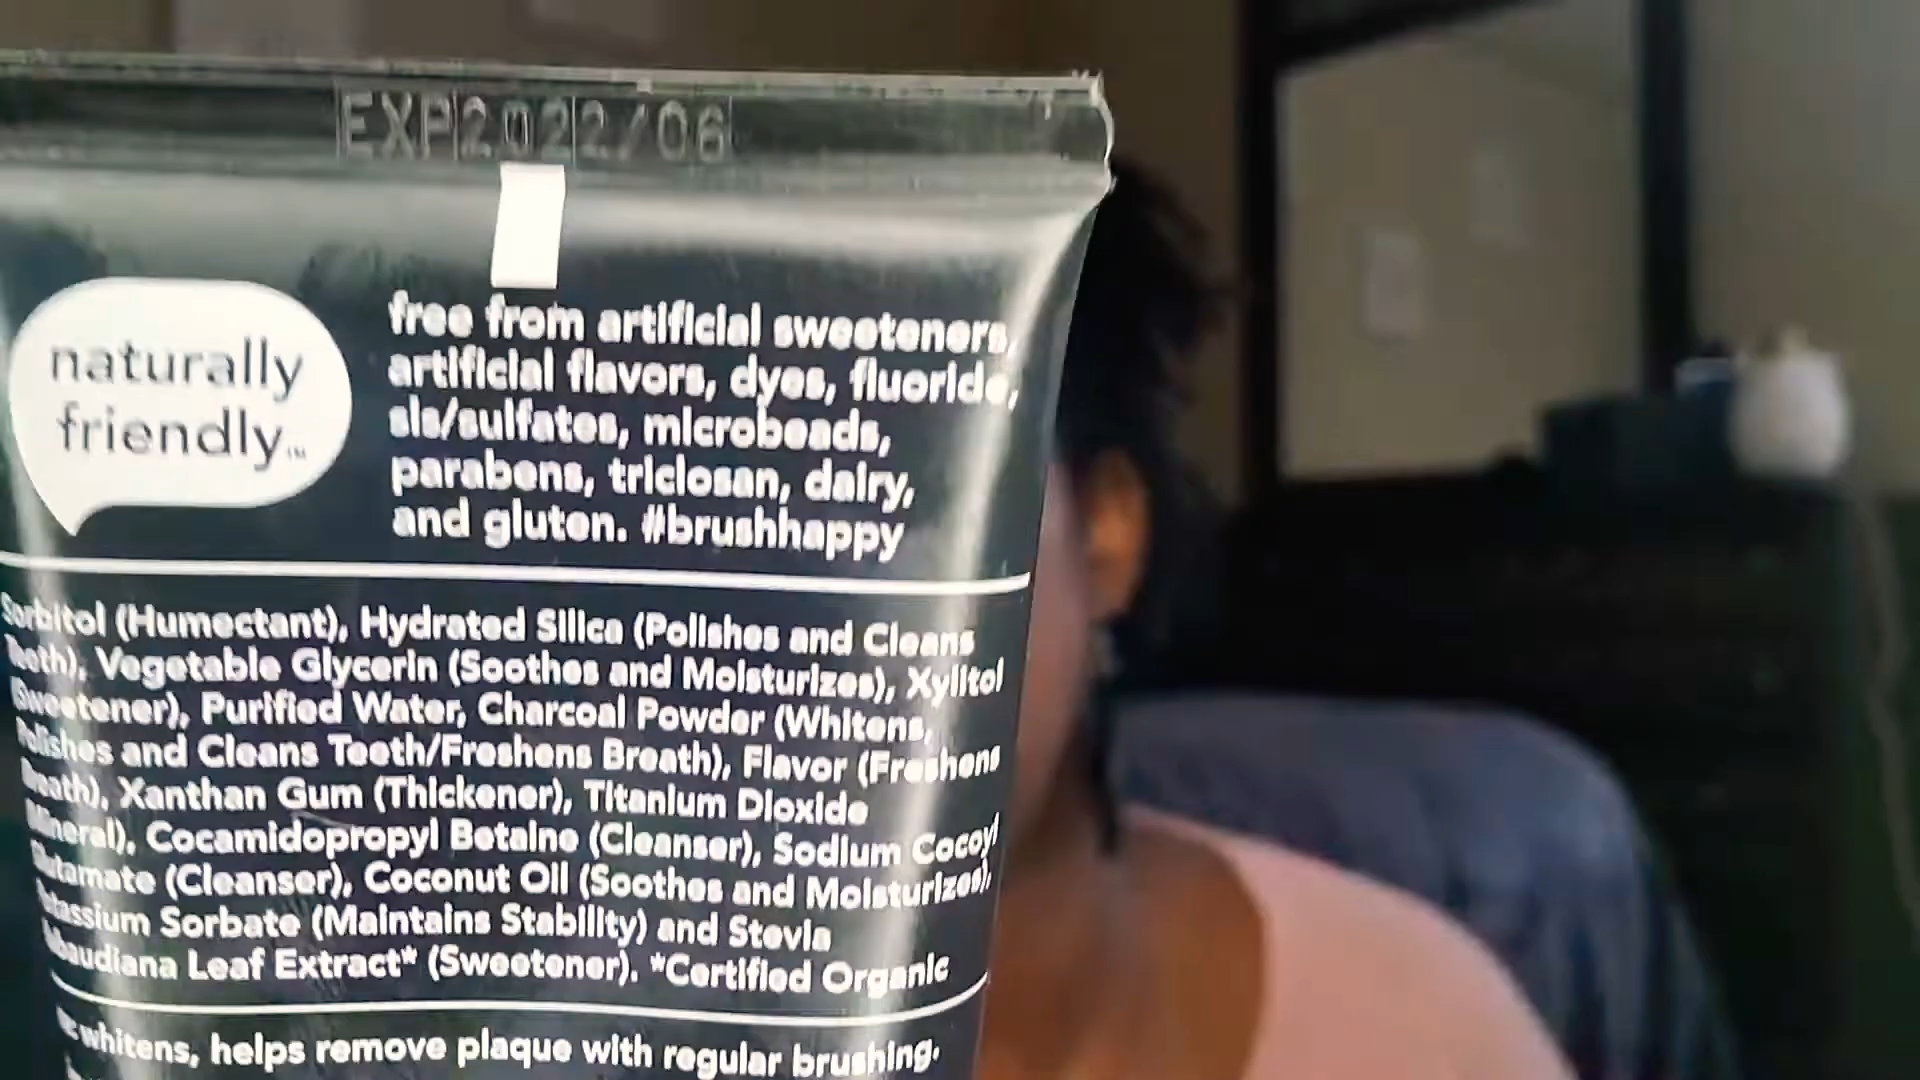 EXP2022/06
naturally
friendly™
free from artificial sweeteners,
artificial flavors, dyes, fluoride,
sls/sulfates, microbeads,
parabens, triclosan, dairy,
and gluten. #brushhappy
Sorbitol (Humectant), Hydrated Silica (Polishes and Cleans
Teeth), Vegetable Glycerin (Soothes and Moisturizes), Xylitol
(Sweetener), Purified Water, Charcoal Powder (Whitens,
Polishes and Cleans Teeth/Freshens Breath), Flavor (Freshens
Breath), Xanthan Gum (Thickener), Titanium Dioxide
(Mineral), Cocamidopropyl Betaine (Cleanser), Sodium Cocoyl
Glutamate (Cleanser), Coconut Oil (Soothes and Moisturizes),
Potassium Sorbate (Maintains Stability) and Stevia
Rebaudiana Leaf Extract* (Sweetener). *Certified Organic
whitens, helps remove plaque with regular brushing.